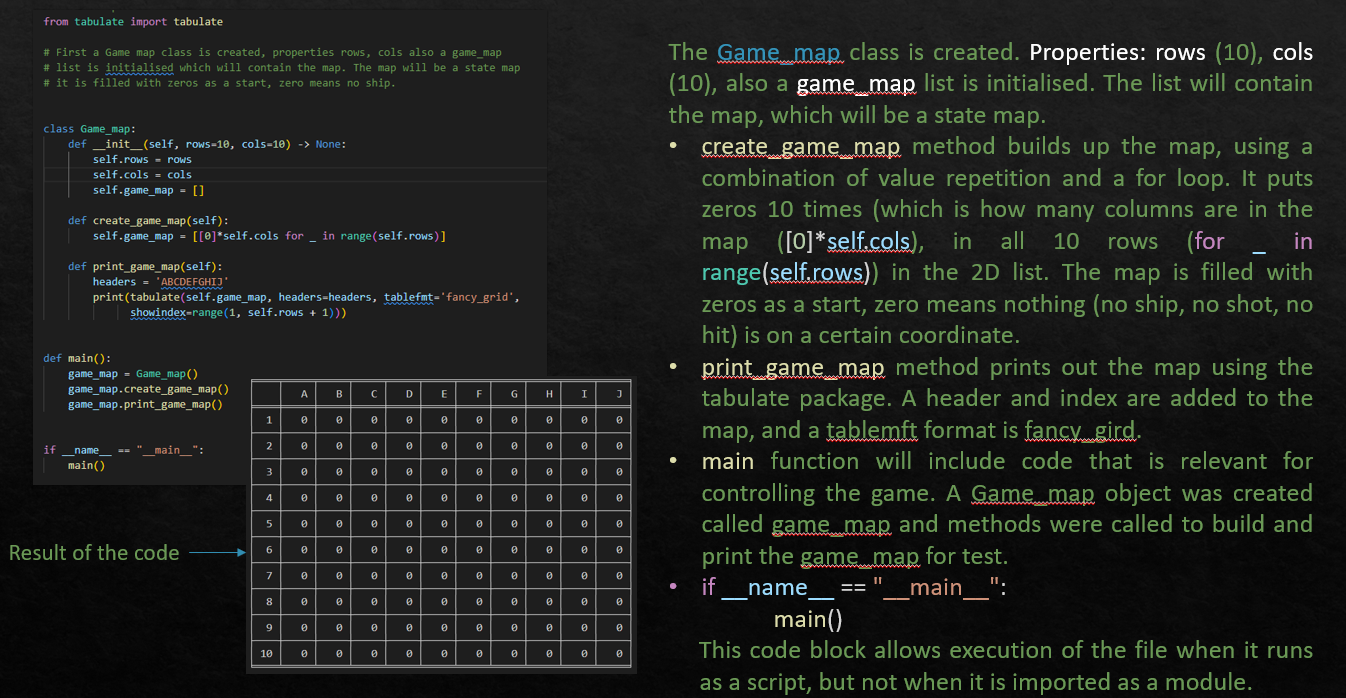 from tabulate import tabulate
# First a Game map class is created, properties rows, cols also a game_map
# list is initialised which will contain the map. The map will be a state map
# it is filled with zeros as a start, zero means no ship.
class Game_map:
def __init__(self, rows=10, cols=10) -> None:
self.rows = rows
self.cols = cols
self.game_map = []
def create_game_map(self):
self.game_map = [[0]*self.cols for _ in range(self.rows)]
def print_game_map(self):
headers = 'ABCDEFGHIJ'
print(tabulate(self.game_map, headers=headers, tablefmt='fancy_grid',
showindex=range(1, self.rows + 1)))
def main():
game_map = Game_map()
game_map.create_game_map()
game_map.print_game_map()
if __name__ == "__main__":
main()
A B C D E F G H I J
1 0 0 0 0 0 0 0 0 0 0
2 0 0 0 0 0 0 0 0 0 0
3 0 0 0 0 0 0 0 0 0 0
4 0 0 0 0 0 0 0 0 0 0
5 0 0 0 0 0 0 0 0 0 0
6 0 0 0 0 0 0 0 0 0 0
7 0 0 0 0 0 0 0 0 0 0
8 0 0 0 0 0 0 0 0 0 0
9 0 0 0 0 0 0 0 0 0 0
10 0 0 0 0 0 0 0 0 0 0
Result of the code
The Game_map class is created. Properties: rows (10), cols
(10), also a game_map list is initialised. The list will contain
the map, which will be a state map.
• create_game_map method builds up the map, using a
combination of value repetition and a for loop. It puts
zeros 10 times (which is how many columns are in the
map ([0]*self.cols), in all 10 rows (for _ in
range(self.rows)) in the 2D list. The map is filled with
zeros as a start, zero means nothing (no ship, no shot, no
hit) is on a certain coordinate.
• print_game_map method prints out the map using the
tabulate package. A header and index are added to the
map, and a tablemft format is fancy_gird.
• main function will include code that is relevant for
controlling the game. A Game_map object was created
called game_map and methods were called to build and
print the game_map for test.
• if __name__ == "__main__":
main()
This code block allows execution of the file when it runs
as a script, but not when it is imported as a module.